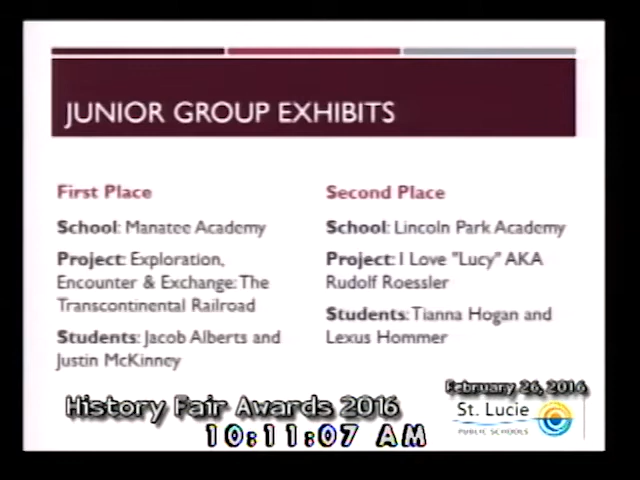 JUNIOR GROUP EXHIBITS
First Place
School: Manatee Academy
Project: Exploration,
Encounter & Exchange: The
Transcontinental Railroad
Students: Jacob Alberts and
Justin McKinney
Second Place
School: Lincoln Park Academy
Project: I Love "Lucy" AKA
Rudolf Roessler
Students: Tianna Hogan and
Lexus Hommer
February 26, 2016
History Fair Awards 2016
St. Lucie
PUBLIC SCHOOLS
10:11:07 AM